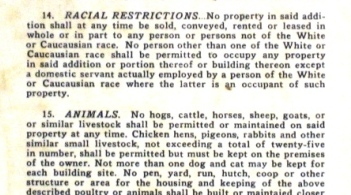 14. RACIAL RESTRICTIONS...No property in said addi-
tion shall at any time be sold, conveyed, rented or leased in
whole or in part to any person or persons not of the White
or Caucasian race. No person other than one of the White or
Caucausian race shall be permitted to occupy any property
in said addition or portion thereof or building thereon except
a domestic servant actually employed by a person of the White
or Caucasian race where the latter is an occupant of such
property.
15. ANIMALS. No hogs, cattle, horses, sheep, goats, or
or similar livestock shall be permitted or maintained on said
property at any time. Chicken hens, pigeons, rabbits and other
similar small livestock, not exceeding a total of twenty-five
in number, shall be permitted but must be kept on the premises
of the owner. Not more than one dog and cat may be kept for
each building site. No pen, yard, run, hutch, coop or other
structure or area for the housing and keeping of the above
described poultry or animals shall be built or maintained closer